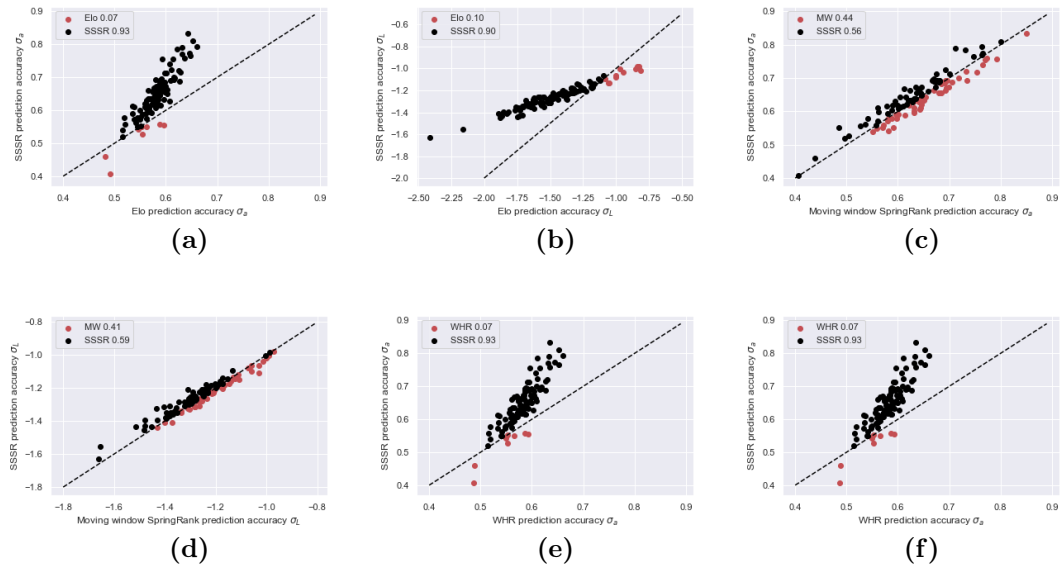 Elo 0.07
SSSR 0.93
SSSR prediction accuracy σₐ
0.9
0.8
0.7
0.6
0.5
0.4
0.4 0.5 0.6 0.7 0.8 0.9
Elo prediction accuracy σₐ
(a)
Elo 0.10
SSSR 0.90
SSSR prediction accuracy σ_L
−0.6
−0.8
−1.0
−1.2
−1.4
−1.6
−1.8
−2.0
−2.50 −2.25 −2.00 −1.75 −1.50 −1.25 −1.00 −0.75 −0.50
Elo prediction accuracy σ_L
(b)
MW 0.44
SSSR 0.56
SSSR prediction accuracy σₐ
0.9
0.8
0.7
0.6
0.5
0.4
0.4 0.5 0.6 0.7 0.8 0.9
Moving window SpringRank prediction accuracy σₐ
(c)
MW 0.41
SSSR 0.59
SSSR prediction accuracy σ_L
−0.8
−1.0
−1.2
−1.4
−1.6
−1.8
−1.8 −1.6 −1.4 −1.2 −1.0 −0.8
Moving window SpringRank prediction accuracy σ_L
(d)
WHR 0.07
SSSR 0.93
SSSR prediction accuracy σₐ
0.9
0.8
0.7
0.6
0.5
0.4
0.4 0.5 0.6 0.7 0.8 0.9
WHR prediction accuracy σₐ
(e)
WHR 0.07
SSSR 0.93
SSSR prediction accuracy σₐ
0.9
0.8
0.7
0.6
0.5
0.4
0.4 0.5 0.6 0.7 0.8 0.9
WHR prediction accuracy σₐ
(f)